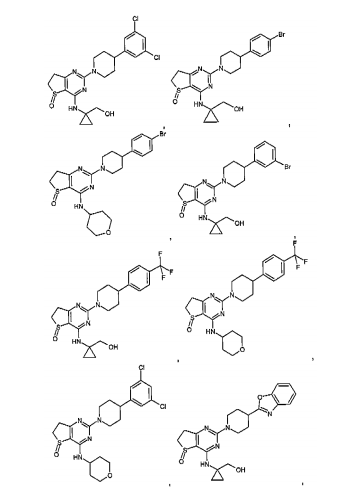 Cl
N Cl Br
N N N
S N S N
O HN OH O HN OH ,
Br
N N
S N N S N N Br
O HN O HN OH
O , ,
F F
F F
N N F N N F
S N S N
O HN OH O HN
, O ,
Cl
O
N N Cl N N N
S N S N
O HN O HN OH
O , ,